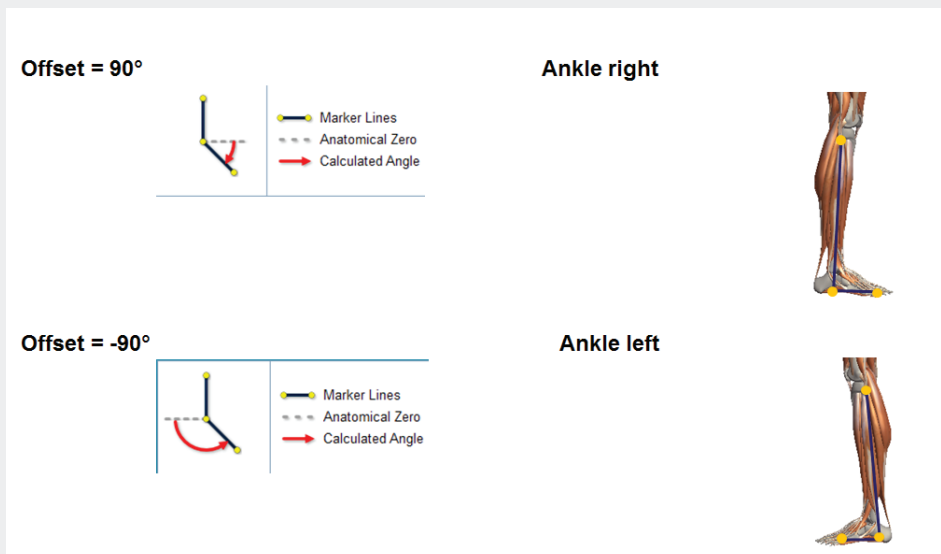 Offset = 90°
Ankle right
Marker Lines
Anatomical Zero
Calculated Angle
Offset = -90°
Ankle left
Marker Lines
Anatomical Zero
Calculated Angle